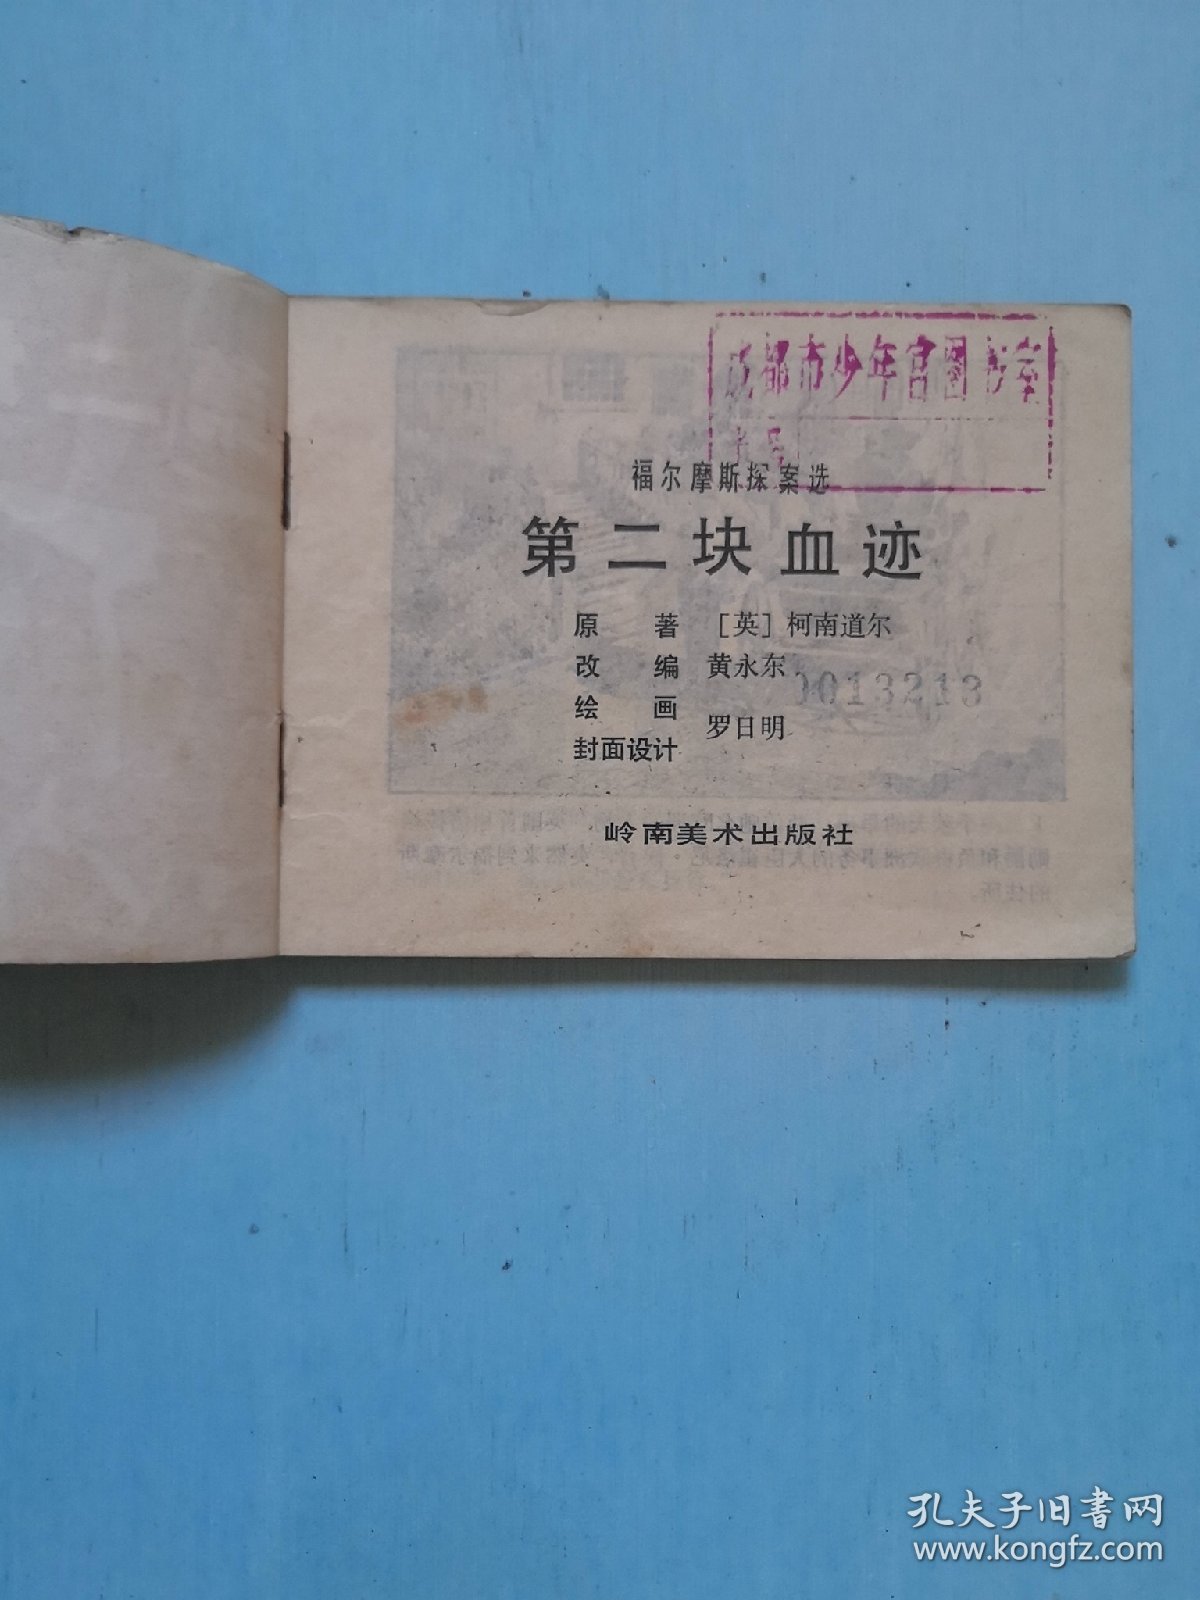 成都市少年宫图书室
福尔摩斯探案选
第二块血迹
原 著 [英]柯南道尔
改 编 黄永东
绘 画
封面设计 罗日明
0013213
岭南美术出版社
孔夫子旧书网
www.kongfz.com